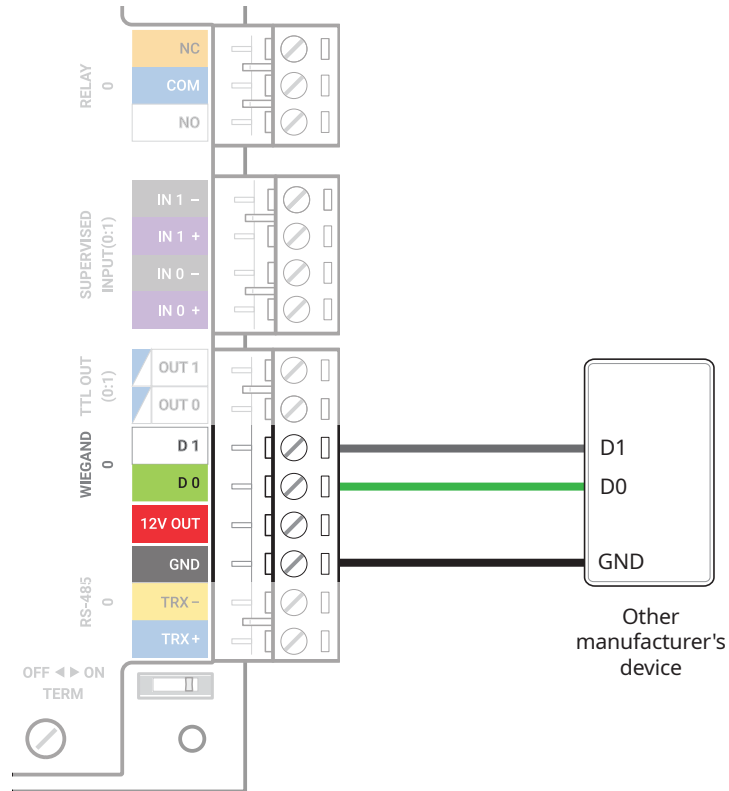 RELAY
0
NC
COM
NO
SUPERVISED
INPUT(0:1)
IN 1 –
IN 1 +
IN 0 –
IN 0 +
TTL OUT
(0:1)
OUT 1
OUT 0
WIEGAND
0
D 1
D 0
12V OUT
GND
RS-485
0
TRX –
TRX +
OFF ◀ ▶ ON
TERM
D1
D0
GND
Other
manufacturer's
device